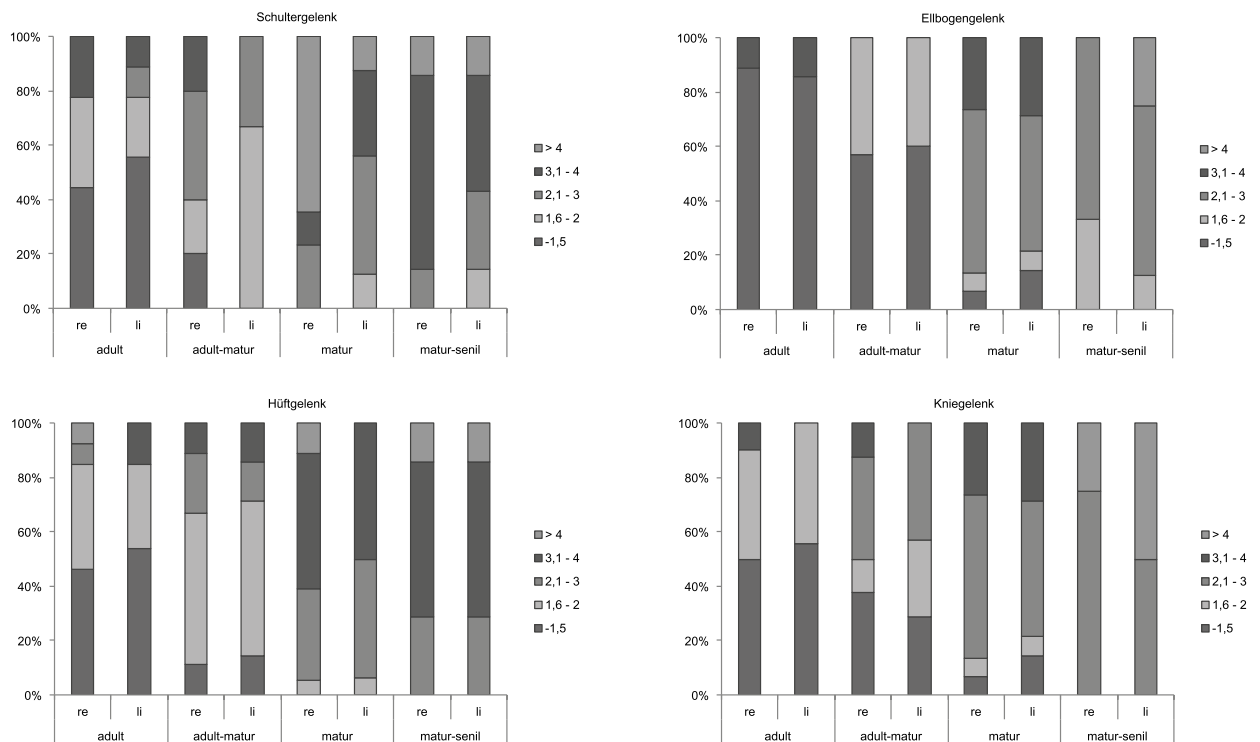 Schultergelenk
100%
80%
60%
40%
20%
0%
re li re li re li re li
adult adult-matur matur matur-senil
> 4
3,1 - 4
2,1 - 3
1,6 - 2
-1,5
Ellbogengelenk
100%
80%
60%
40%
20%
0%
re li re li re li re li
adult adult-matur matur matur-senil
> 4
3,1 - 4
2,1 - 3
1,6 - 2
-1,5
Hüftgelenk
100%
80%
60%
40%
20%
0%
re li re li re li re li
adult adult-matur matur matur-senil
> 4
3,1 - 4
2,1 - 3
1,6 - 2
-1,5
Kniegelenk
100%
80%
60%
40%
20%
0%
re li re li re li re li
adult adult-matur matur matur-senil
> 4
3,1 - 4
2,1 - 3
1,6 - 2
-1,5